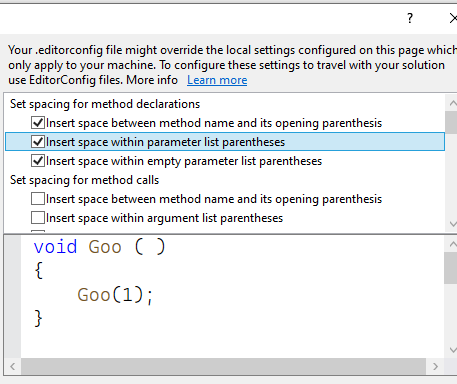 ?
Your .editorconfig file might override the local settings configured on this page which
only apply to your machine. To configure these settings to travel with your solution
use EditorConfig files. More info Learn more
Set spacing for method declarations
Insert space between method name and its opening parenthesis
Insert space within parameter list parentheses
Insert space within empty parameter list parentheses
Set spacing for method calls
Insert space between method name and its opening parenthesis
Insert space within argument list parentheses
void Goo ( )
{
Goo(1);
}